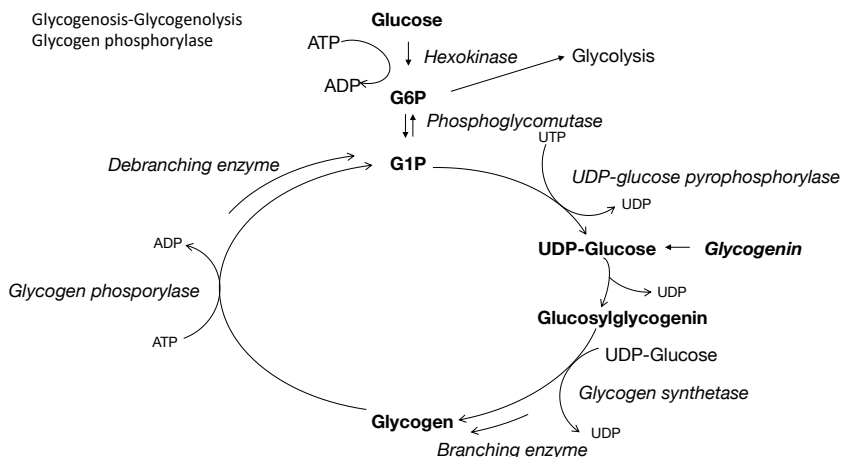 Glycogenosis-Glycogenolysis
Glycogen phosphorylase
Glucose
ATP
Hexokinase
Glycolysis
ADP
G6P
Phosphoglycomutase
UTP
Debranching enzyme
G1P
UDP-glucose pyrophosphorylase
UDP
ADP
UDP-Glucose
Glycogenin
Glycogen phosporylase
UDP
Glucosylglycogenin
ATP
UDP-Glucose
Glycogen synthetase
Glycogen
UDP
Branching enzyme